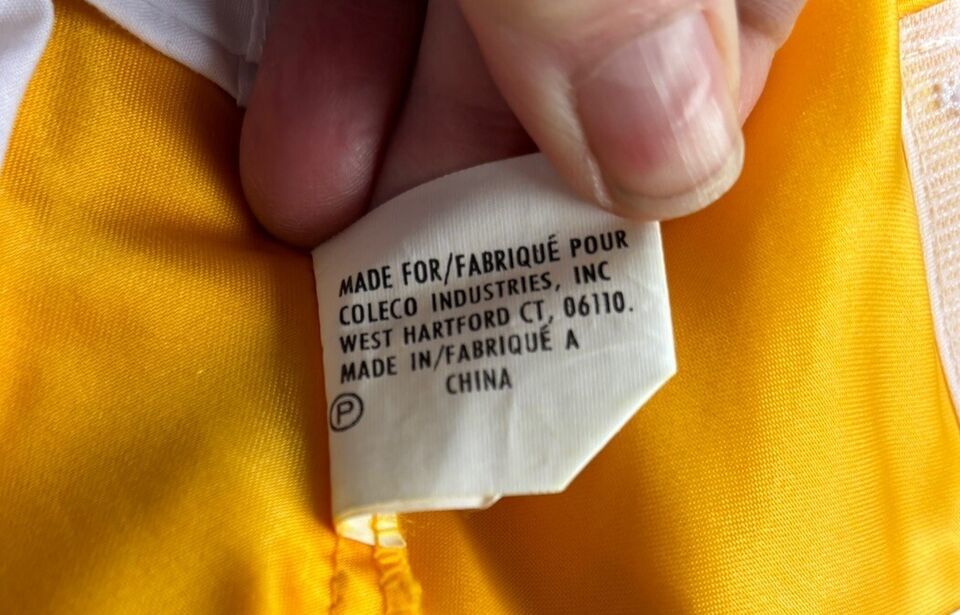 MADE FOR/FABRIQUÉ POUR
COLECO INDUSTRIES, INC
WEST HARTFORD CT, 06110.
MADE IN/FABRIQUÉ A
CHINA
Ⓟ